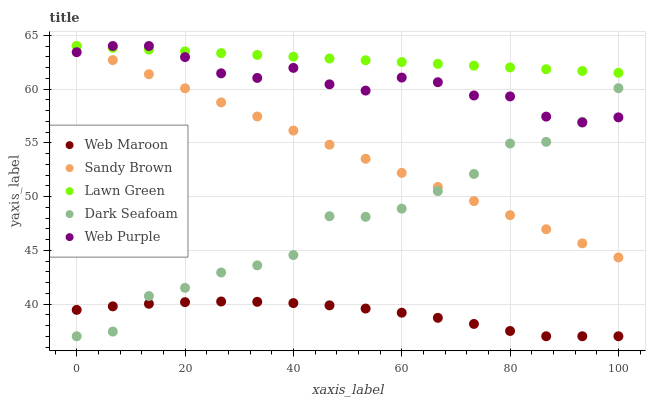 title
65
60
55
50
45
40
yaxis_label
Web Maroon
Sandy Brown
Lawn Green
Dark Seafoam
Web Purple
0 20 40 60 80 100
xaxis_label